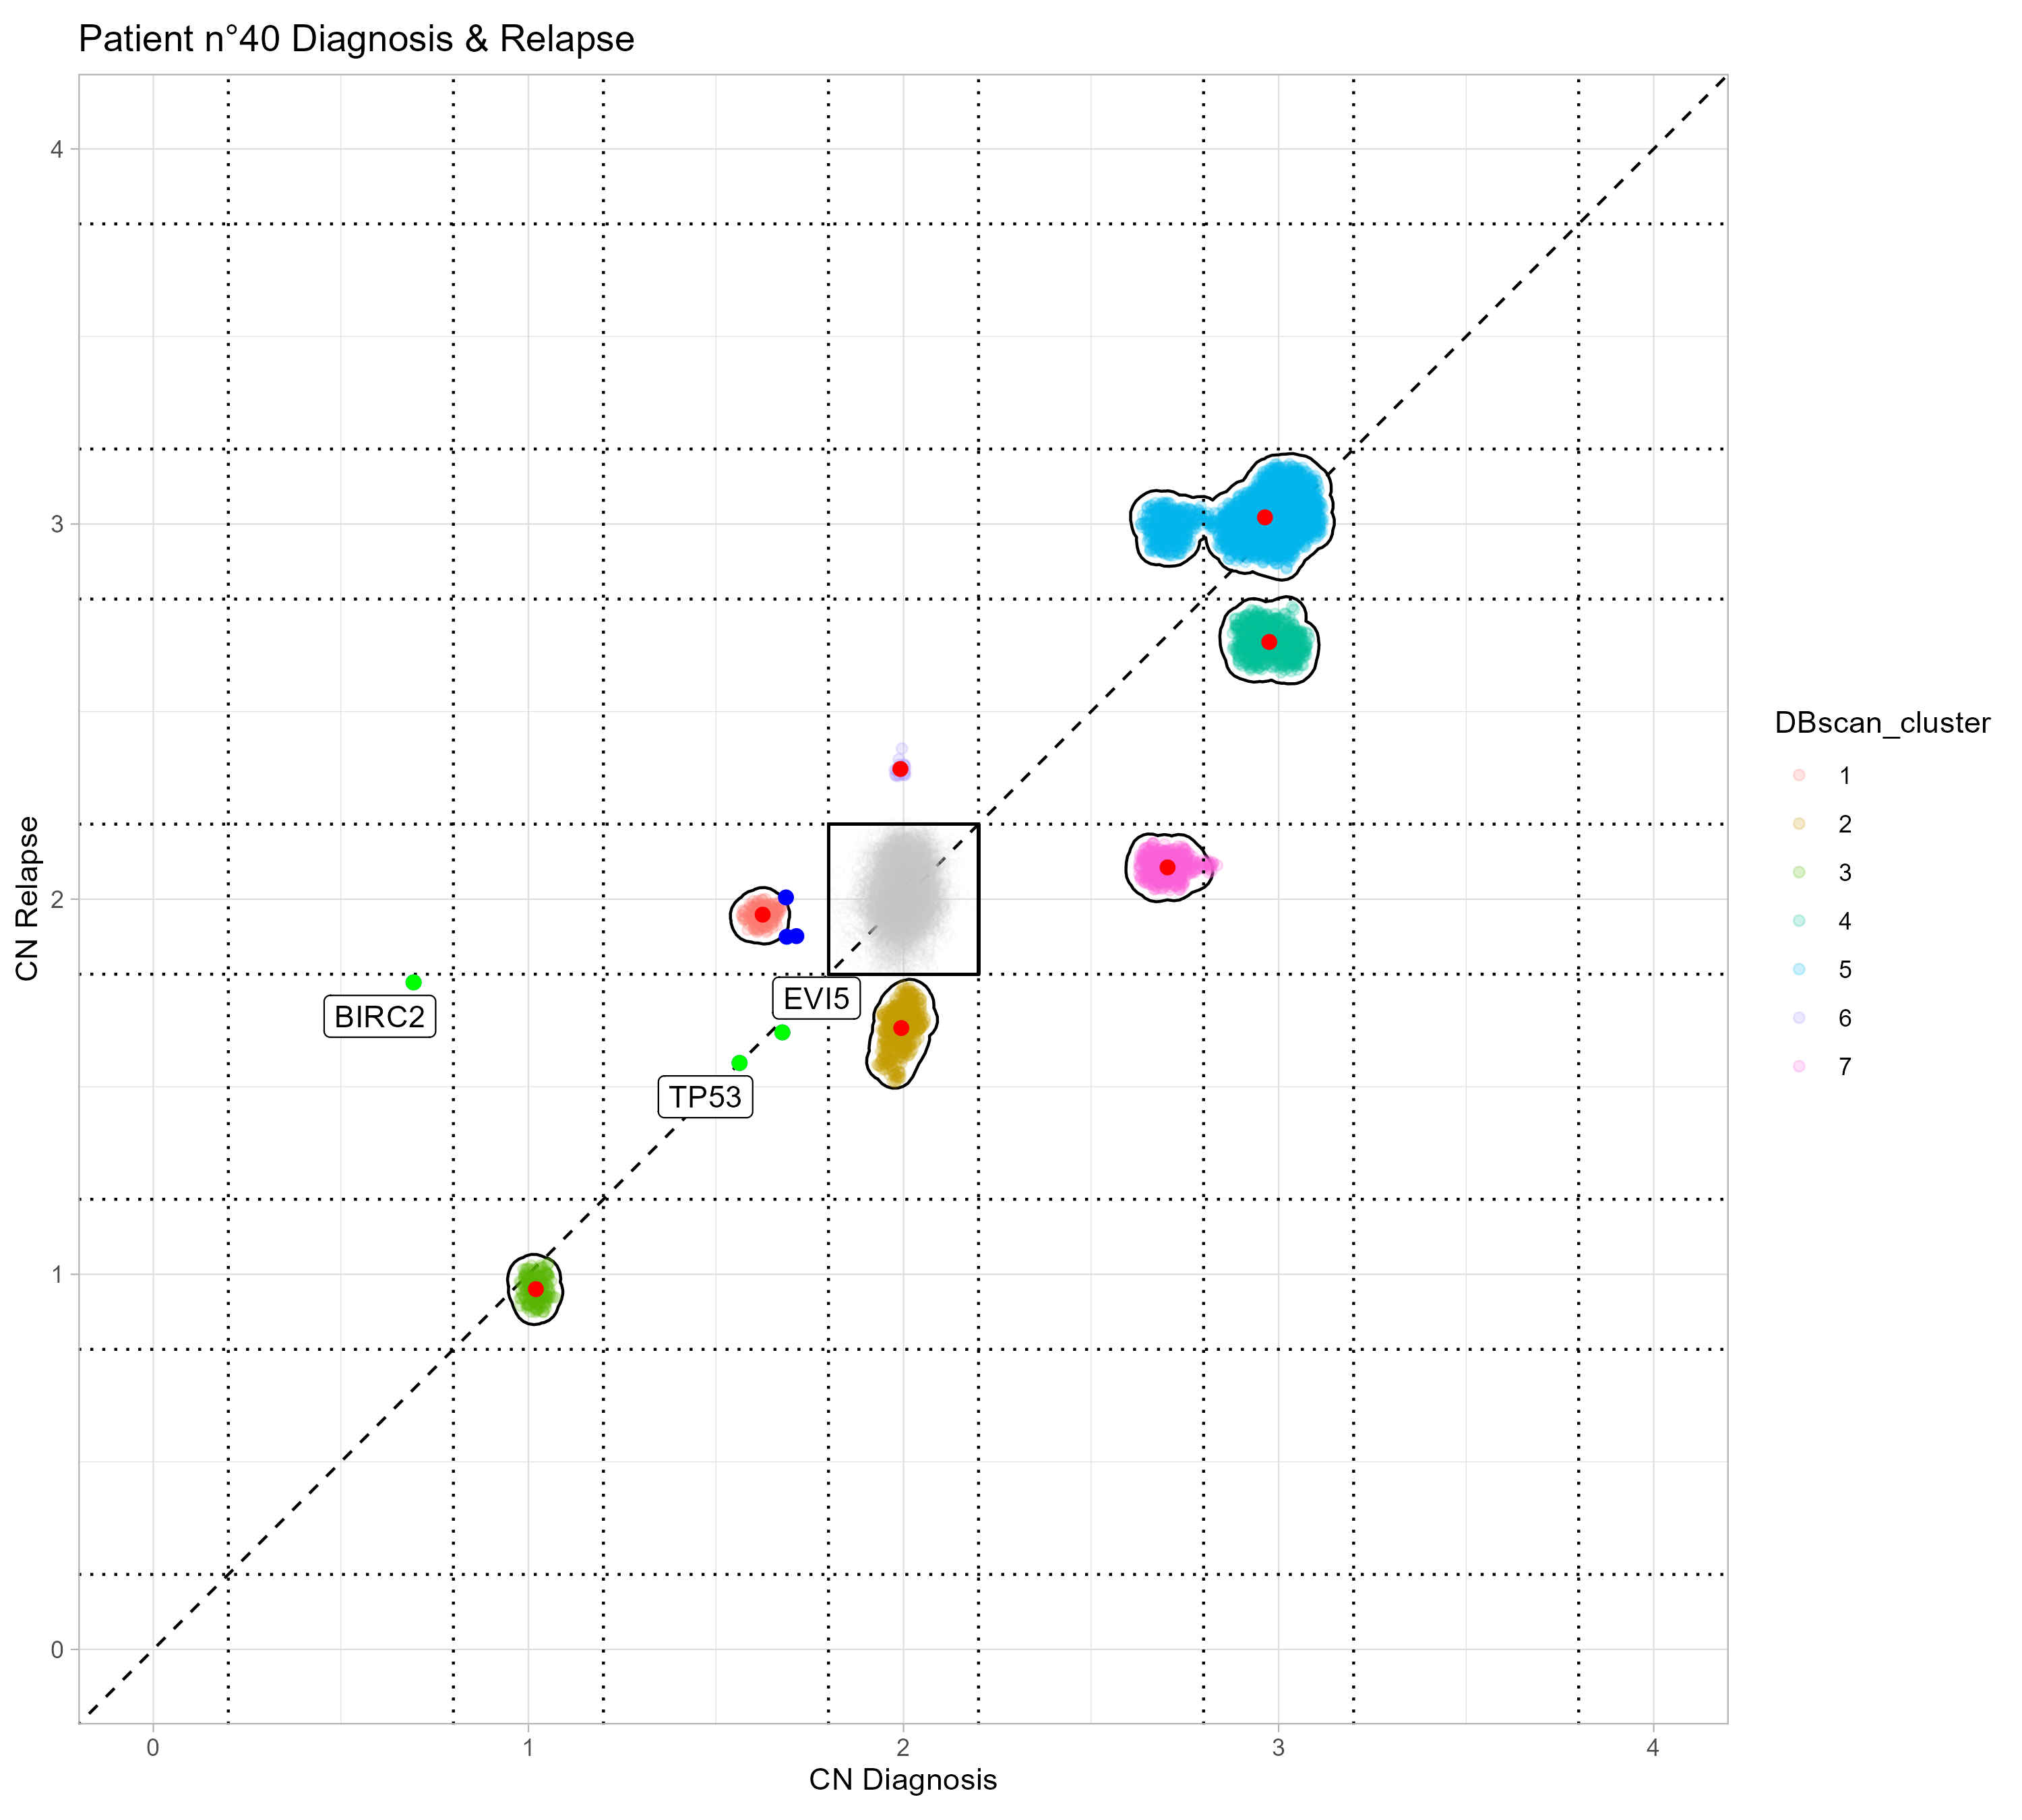 Patient n°40 Diagnosis & Relapse
4
3
2
1
0
CN Relapse
BIRC2
EVI5
TP53
0 1 2 3 4
CN Diagnosis
DBscan_cluster
1
2
3
4
5
6
7